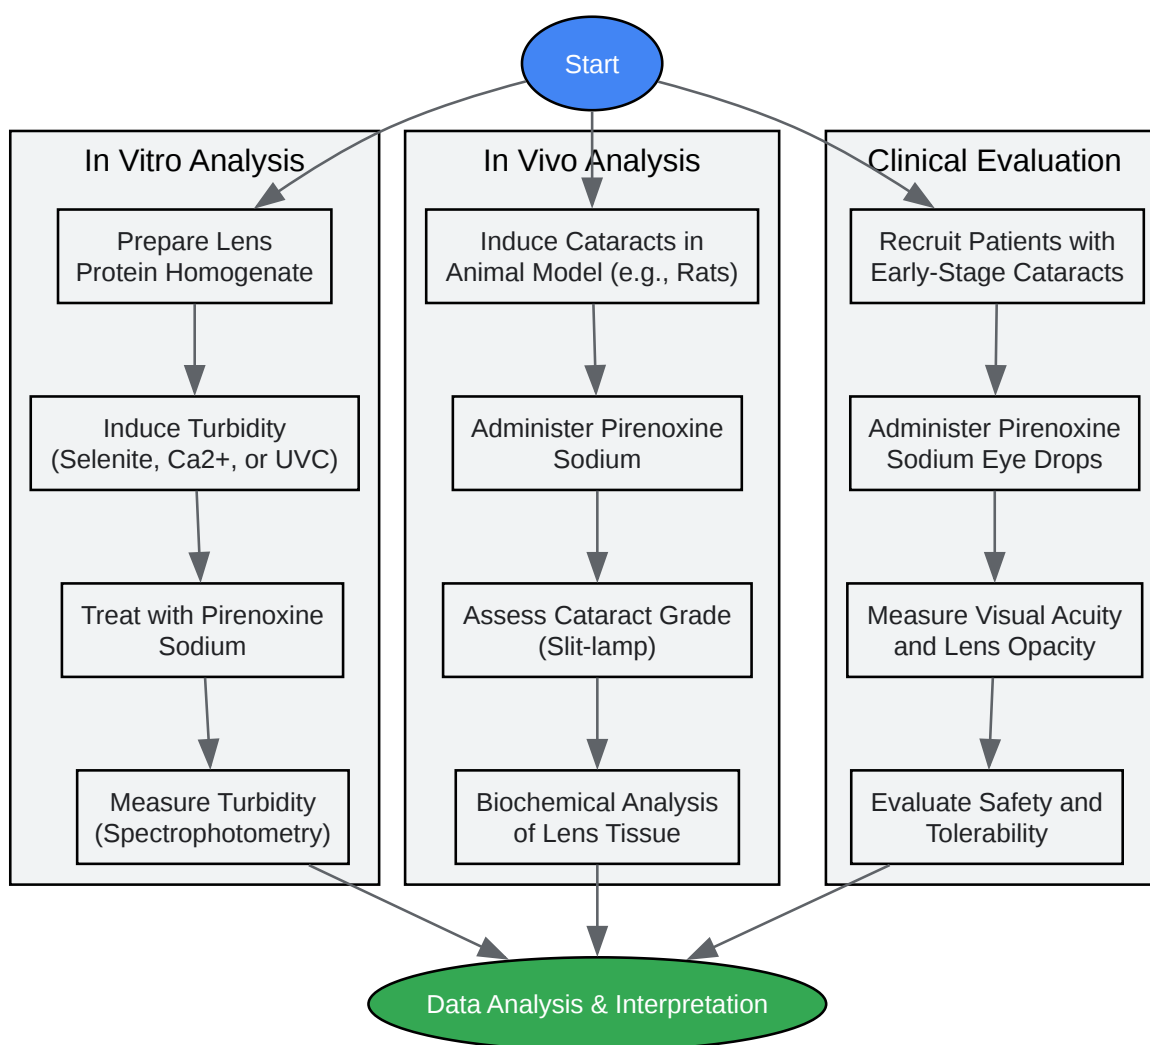 Start
In Vitro Analysis
Prepare Lens
Protein Homogenate
Induce Turbidity
(Selenite, Ca2+, or UVC)
Treat with Pirenoxine
Sodium
Measure Turbidity
(Spectrophotometry)
In Vivo Analysis
Induce Cataracts in
Animal Model (e.g., Rats)
Administer Pirenoxine
Sodium
Assess Cataract Grade
(Slit-lamp)
Biochemical Analysis
of Lens Tissue
Clinical Evaluation
Recruit Patients with
Early-Stage Cataracts
Administer Pirenoxine
Sodium Eye Drops
Measure Visual Acuity
and Lens Opacity
Evaluate Safety and
Tolerability
Data Analysis & Interpretation